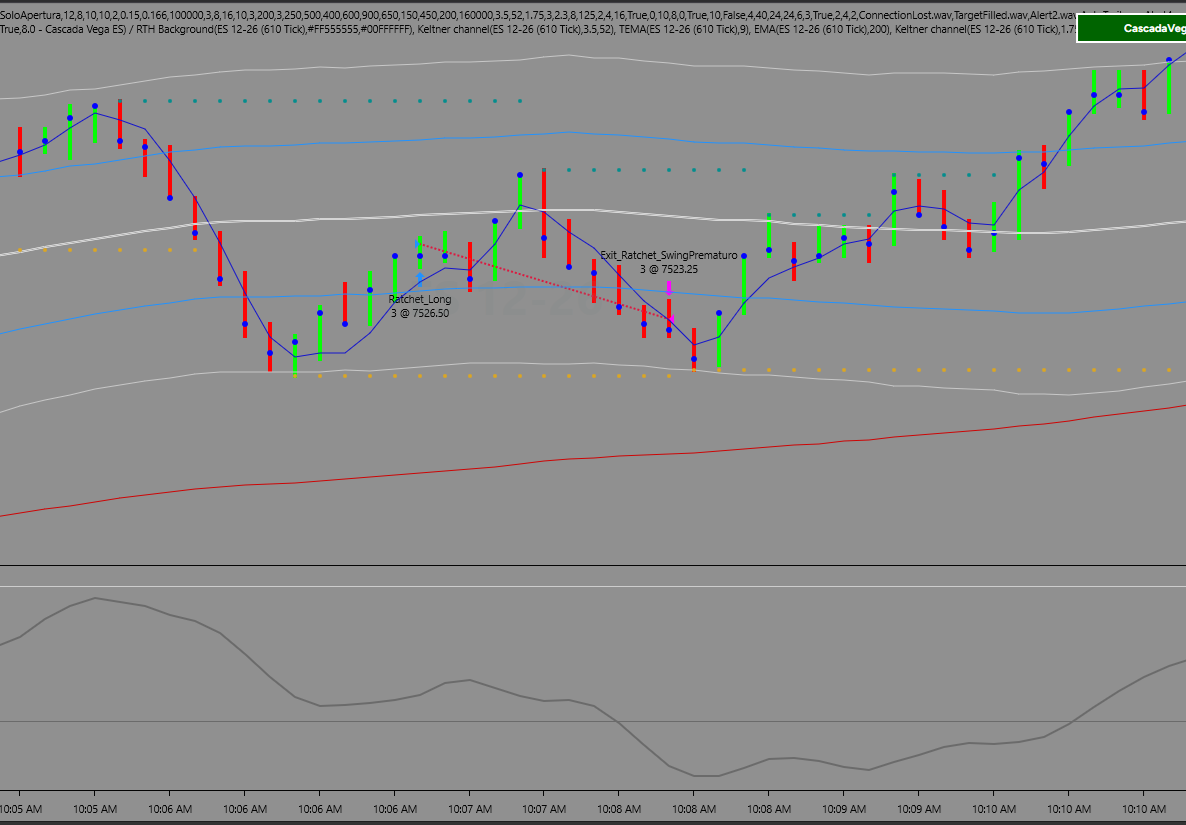 SoloApertura,12,8,10,10,2,0.15,0.166,100000,3,8,16,10,3,200,3,250,500,400,600,900,650,150,450,200,160000,3.5,52,1.75,3,2.3,8,125,2,4,16,True,0,10,8,0,True,10,False,4,40,24,24,6,3,True,2,4,2,ConnectionLost.wav,TargetFilled.wav,Alert2.wav
True,8.0 - Cascada Vega ES) / RTH Background(ES 12-26 (610 Tick),#FF555555,#00FFFFFF), Keltner channel(ES 12-26 (610 Tick),3.5,52), TEMA(ES 12-26 (610 Tick),9), EMA(ES 12-26 (610 Tick),200), Keltner channel(ES 12-26 (610 Tick),1.7
CascadaVeg
Exit_Ratchet_SwingPrematuro
3 @ 7523.25
12-26
Ratchet_Long
3 @ 7526.50
10:05 AM 10:05 AM 10:06 AM 10:06 AM 10:06 AM 10:06 AM 10:07 AM 10:07 AM 10:08 AM 10:08 AM 10:08 AM 10:09 AM 10:09 AM 10:10 AM 10:10 AM 10:10 AM